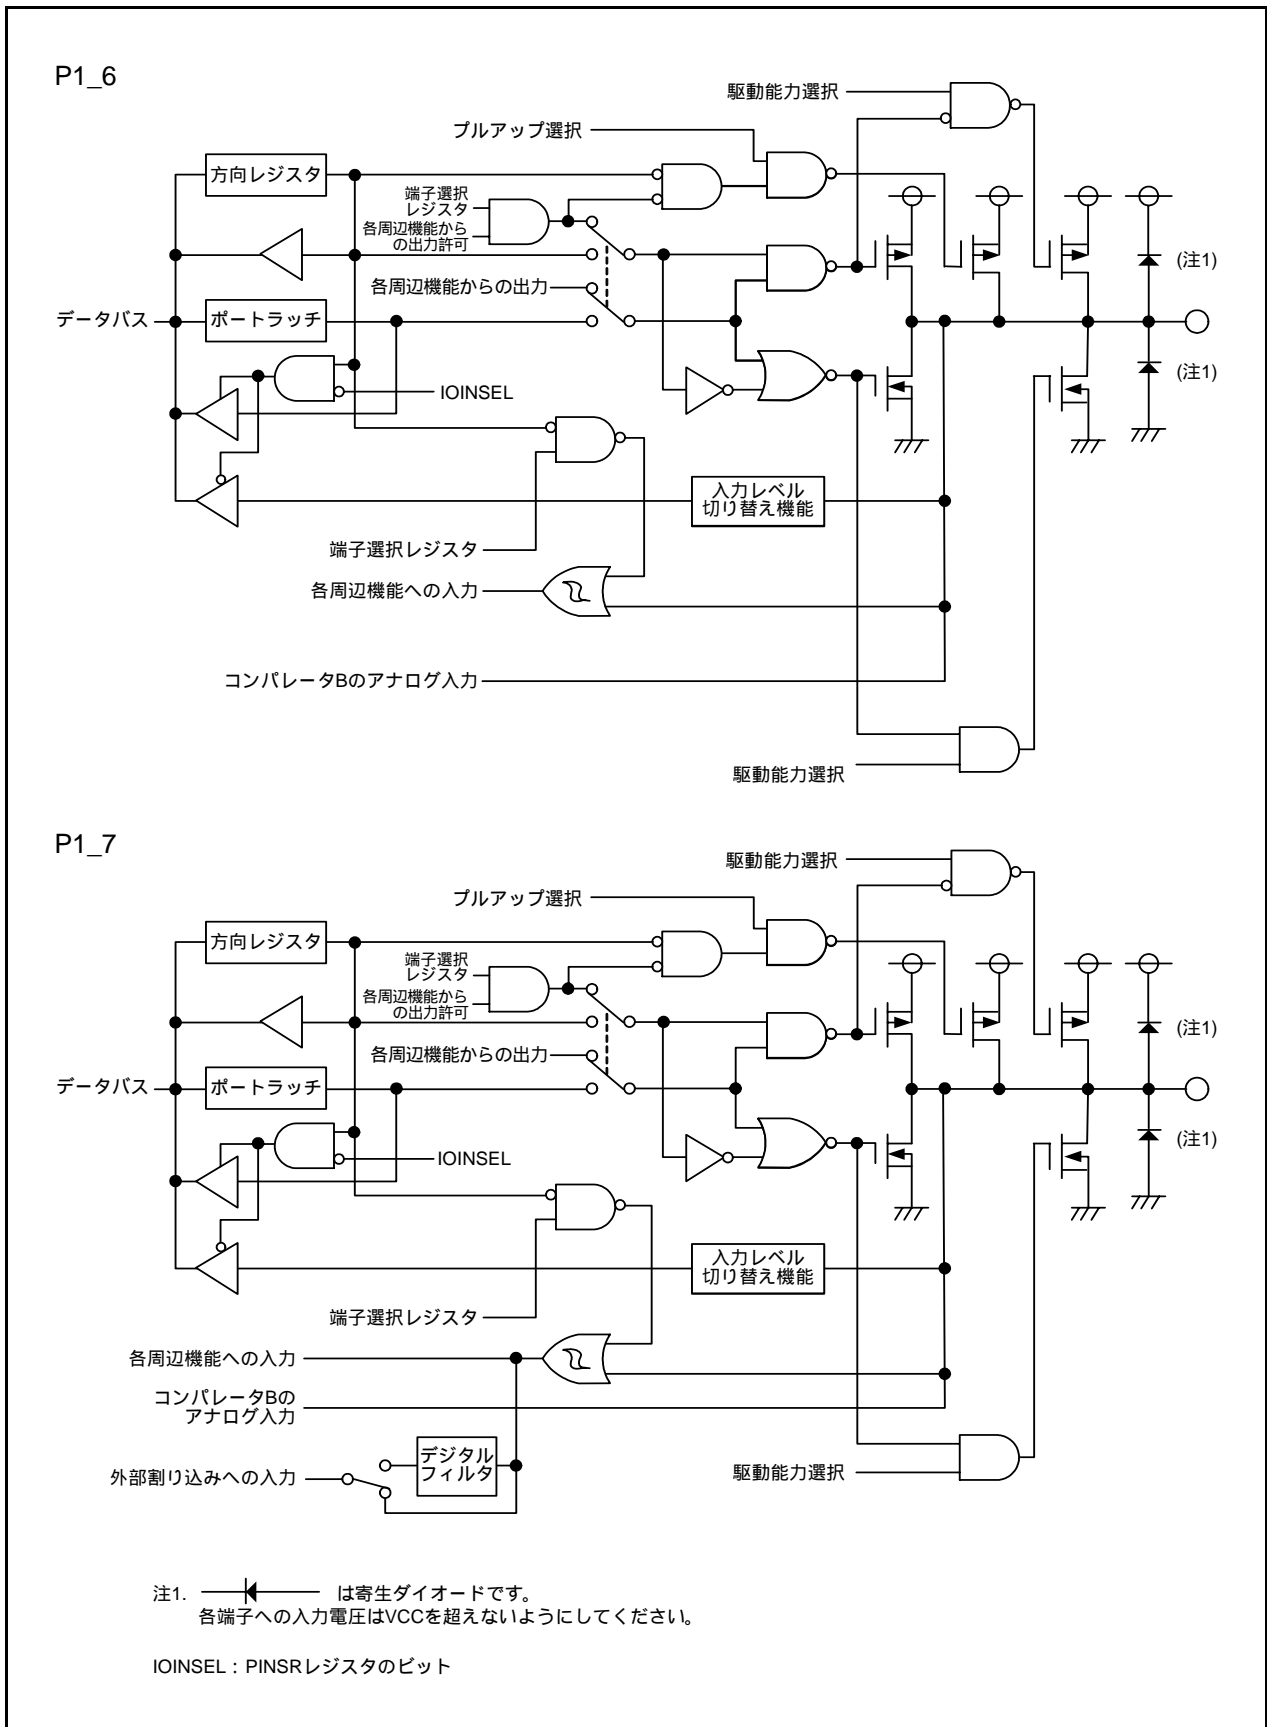 P1_6
駆動能力選択
プルアップ選択
方向レジスタ
端子選択
レジスタ
各周辺機能から
の出力許可
(注1)
各周辺機能からの出力
データバス
ポートラッチ
(注1)
IOINSEL
入力レベル
切り替え機能
端子選択レジスタ
各周辺機能への入力
コンパレータBのアナログ入力
駆動能力選択
P1_7
駆動能力選択
プルアップ選択
方向レジスタ
端子選択
レジスタ
各周辺機能から
の出力許可
(注1)
各周辺機能からの出力
データバス
ポートラッチ
(注1)
IOINSEL
入力レベル
切り替え機能
端子選択レジスタ
各周辺機能への入力
コンパレータBの
アナログ入力
デジタル
フィルタ
外部割り込みへの入力
駆動能力選択
注1. は寄生ダイオードです。
各端子への入力電圧はVCCを超えないようにしてください。
IOINSEL：PINSRレジスタのビット